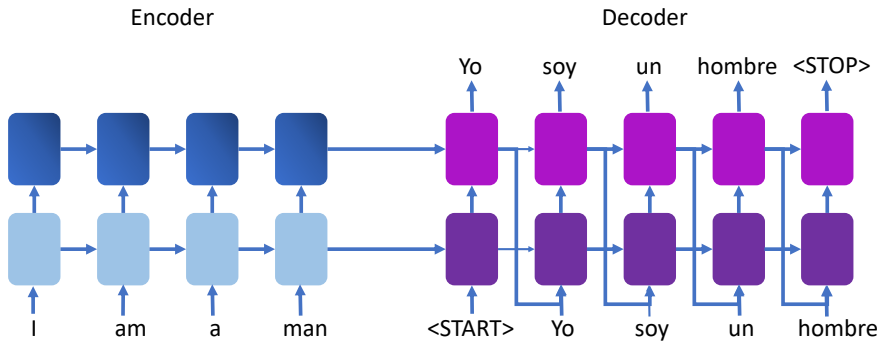 Encoder
Decoder
Yo soy un hombre <STOP>
I am a man <START> Yo soy un hombre